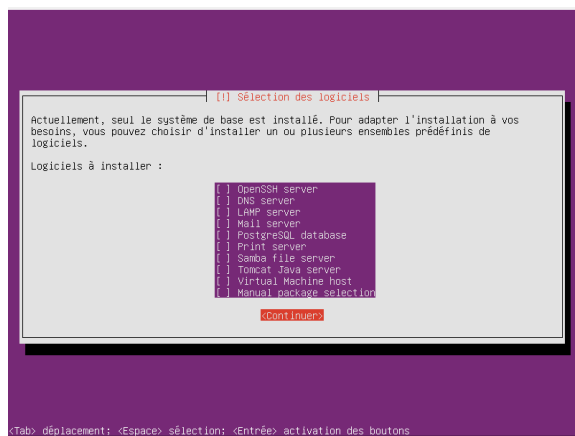 [!] Sélection des logiciels
Actuellement, seul le système de base est installé. Pour adapter l'installation à vos
besoins, vous pouvez choisir d'installer un ou plusieurs ensembles prédéfinis de
logiciels.
Logiciels à installer :
[ ] OpenSSH server
[ ] DNS server
[ ] LAMP server
[ ] Mail server
[ ] PostgreSQL database
[ ] Print server
[ ] Samba file server
[ ] Tomcat Java server
[ ] Virtual Machine host
[ ] Manual package selection
<Continuer>
<Tab> déplacement; <Espace> sélection; <Entrée> activation des boutons